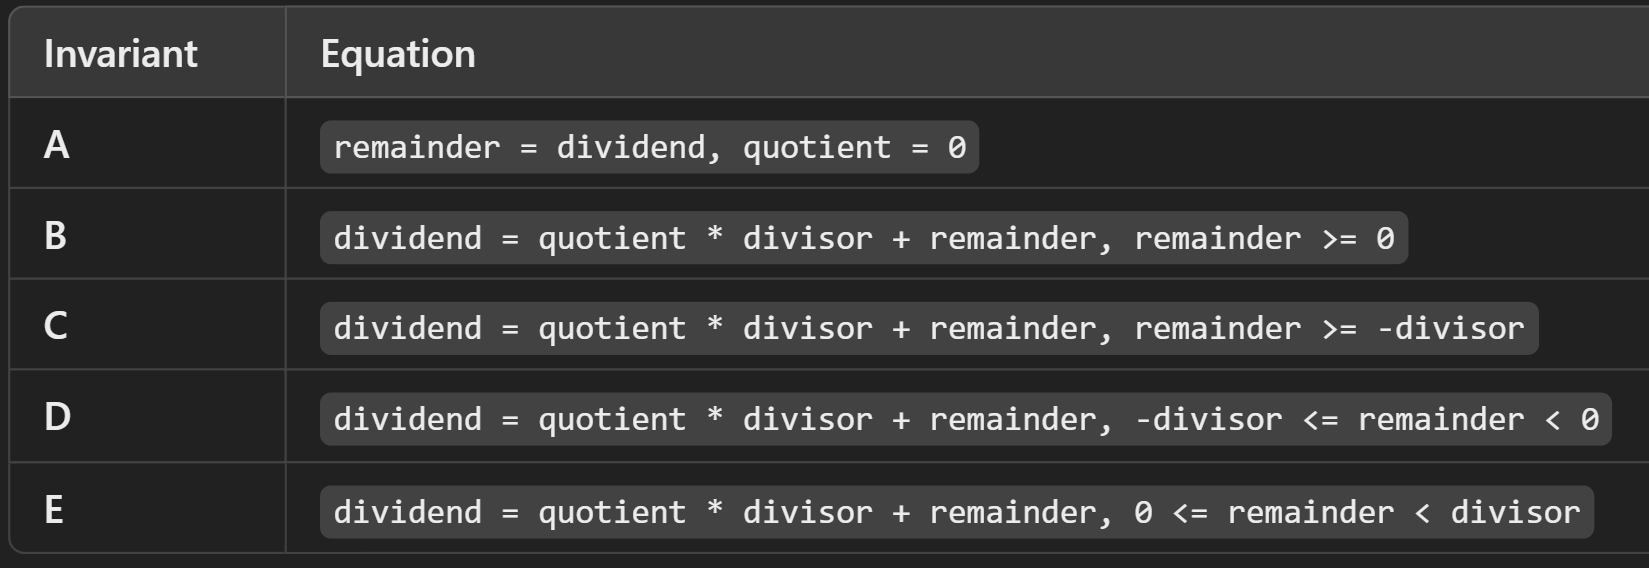 Invariant Equation
A remainder = dividend, quotient = 0
B dividend = quotient * divisor + remainder, remainder >= 0
C dividend = quotient * divisor + remainder, remainder >= -divisor
D dividend = quotient * divisor + remainder, -divisor <= remainder < 0
E dividend = quotient * divisor + remainder, 0 <= remainder < divisor